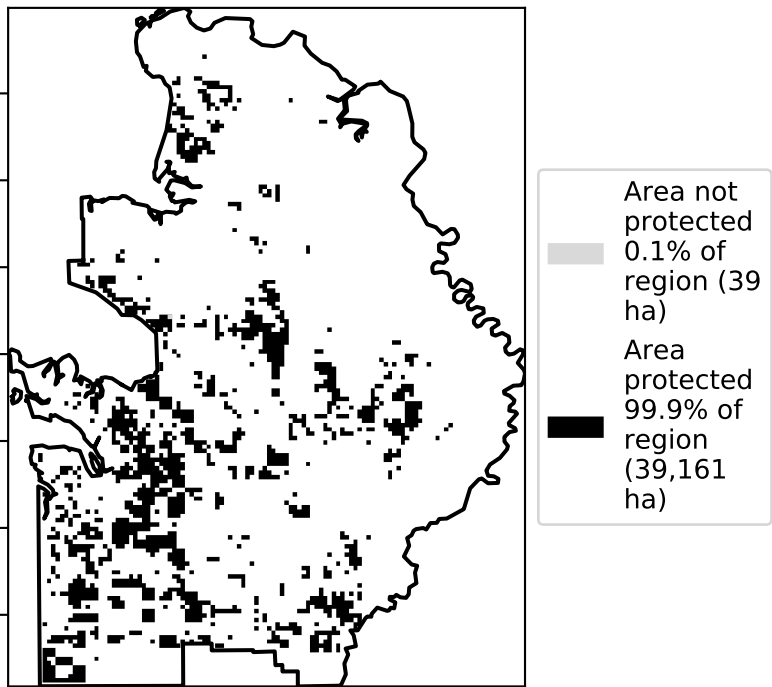 Area not
protected
0.1% of
region (39
ha)
Area
protected
99.9% of
region
(39,161
ha)